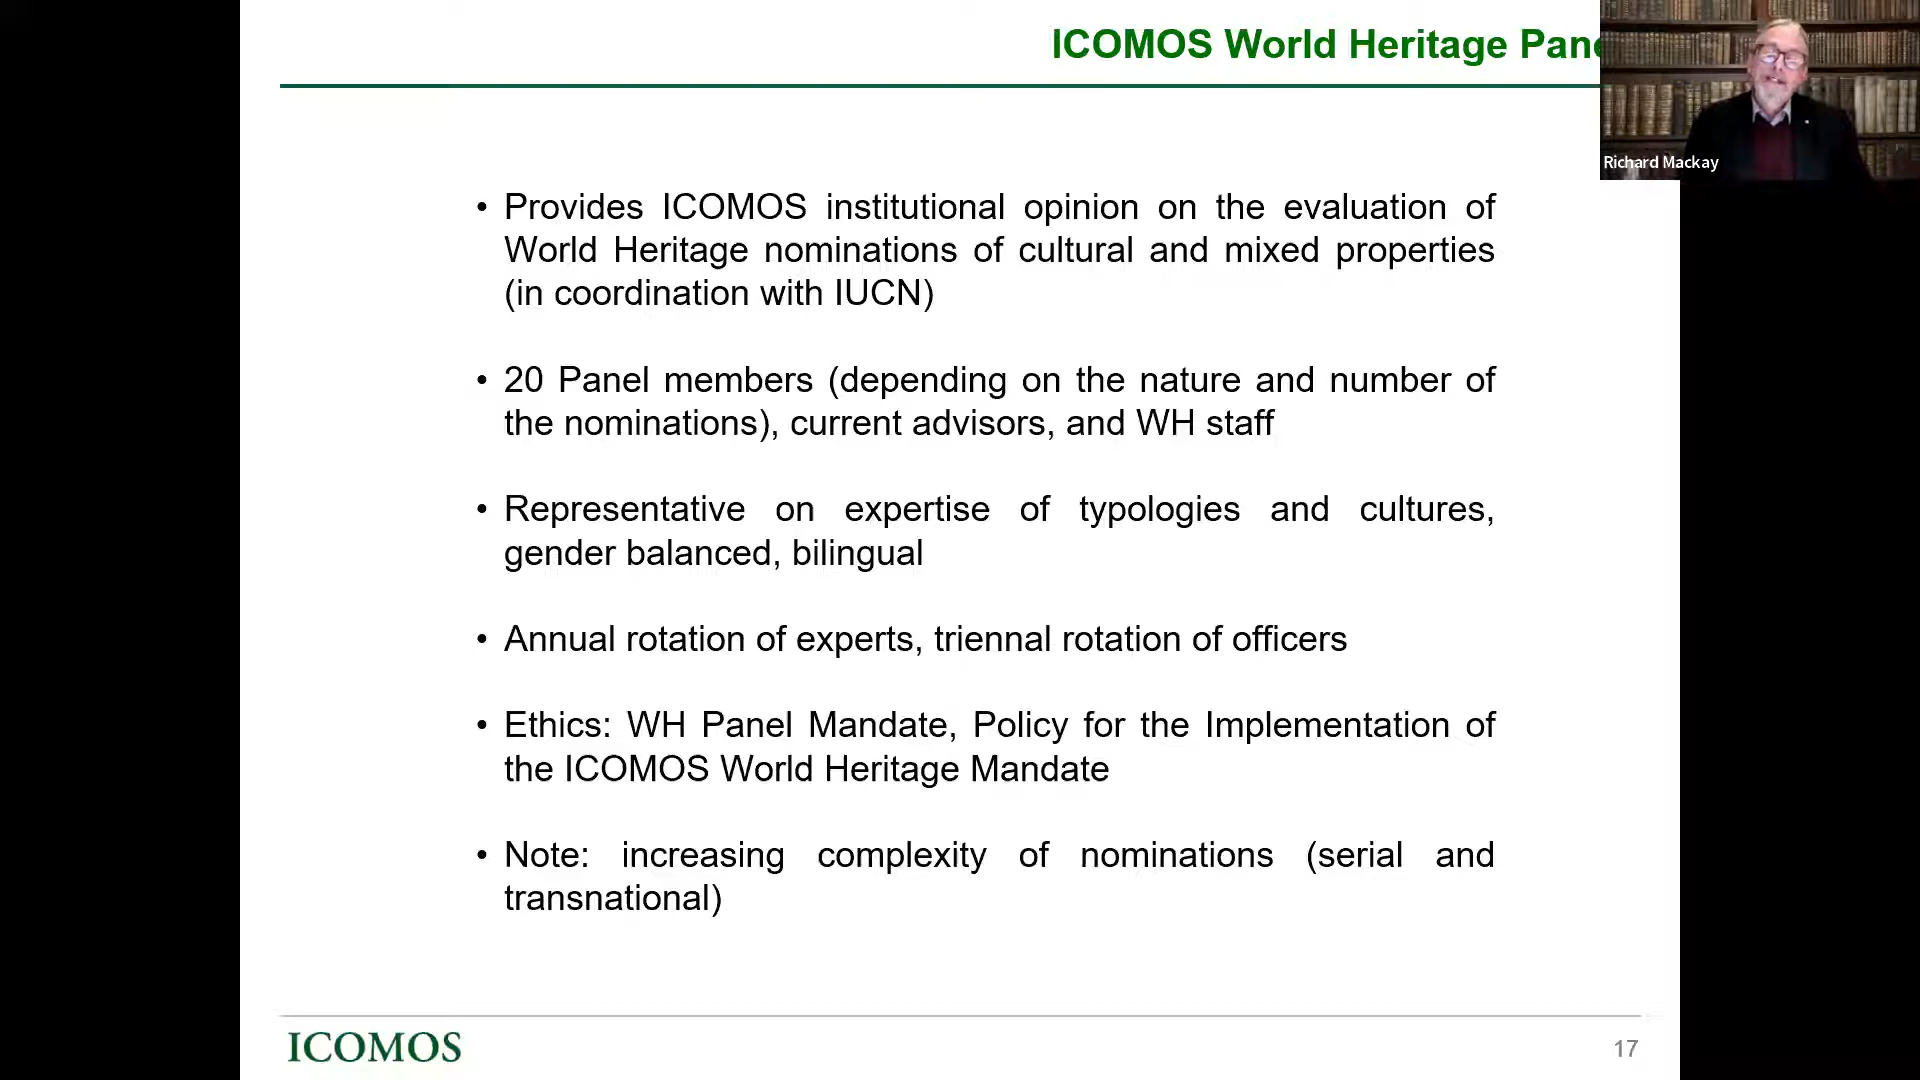 ICOMOS World Heritage Pane
Richard Mackay
• Provides ICOMOS institutional opinion on the evaluation of
World Heritage nominations of cultural and mixed properties
(in coordination with IUCN)
• 20 Panel members (depending on the nature and number of
the nominations), current advisors, and WH staff
• Representative on expertise of typologies and cultures,
gender balanced, bilingual
• Annual rotation of experts, triennal rotation of officers
• Ethics: WH Panel Mandate, Policy for the Implementation of
the ICOMOS World Heritage Mandate
• Note: increasing complexity of nominations (serial and
transnational)
ICOMOS
17